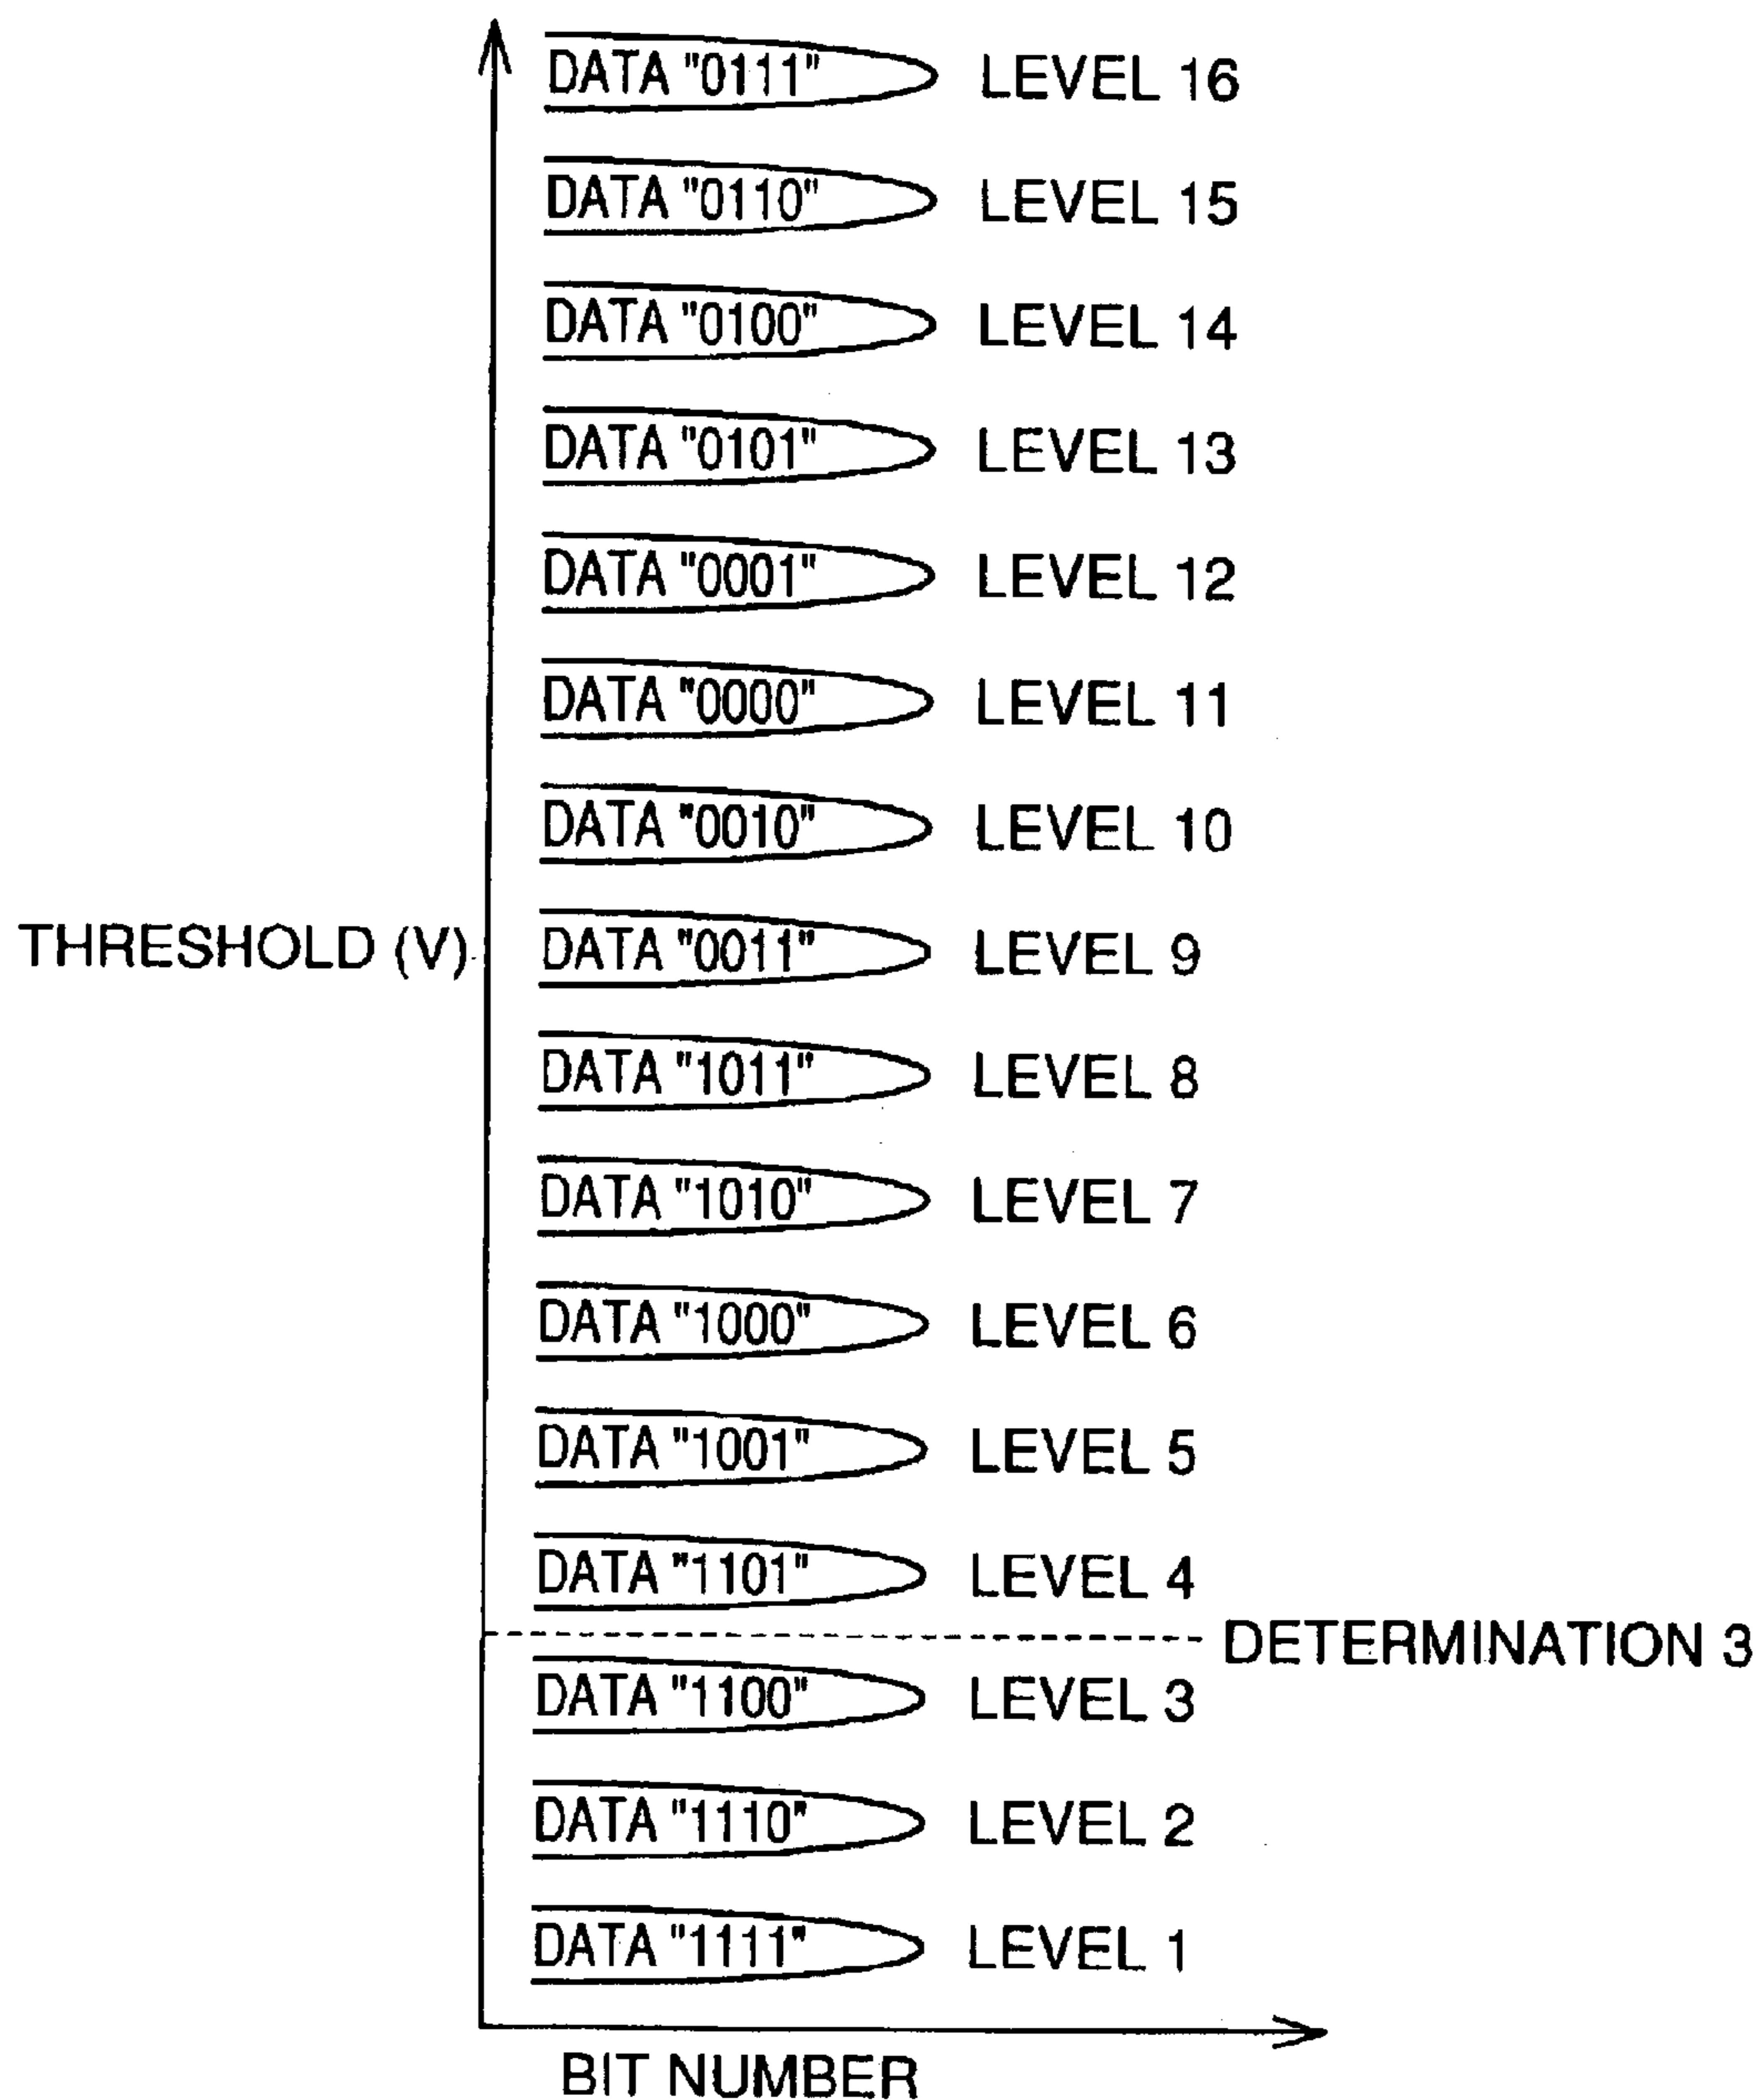 DATA "0111" LEVEL 16
DATA "0110" LEVEL 15
DATA "0100" LEVEL 14
DATA "0101" LEVEL 13
DATA "0001" LEVEL 12
DATA "0000" LEVEL 11
DATA "0010" LEVEL 10
THRESHOLD (V) DATA "0011" LEVEL 9
DATA "1011" LEVEL 8
DATA "1010" LEVEL 7
DATA "1000" LEVEL 6
DATA "1001" LEVEL 5
DATA "1101" LEVEL 4
DETERMINATION 3
DATA "1100" LEVEL 3
DATA "1110" LEVEL 2
DATA "1111" LEVEL 1
BIT NUMBER